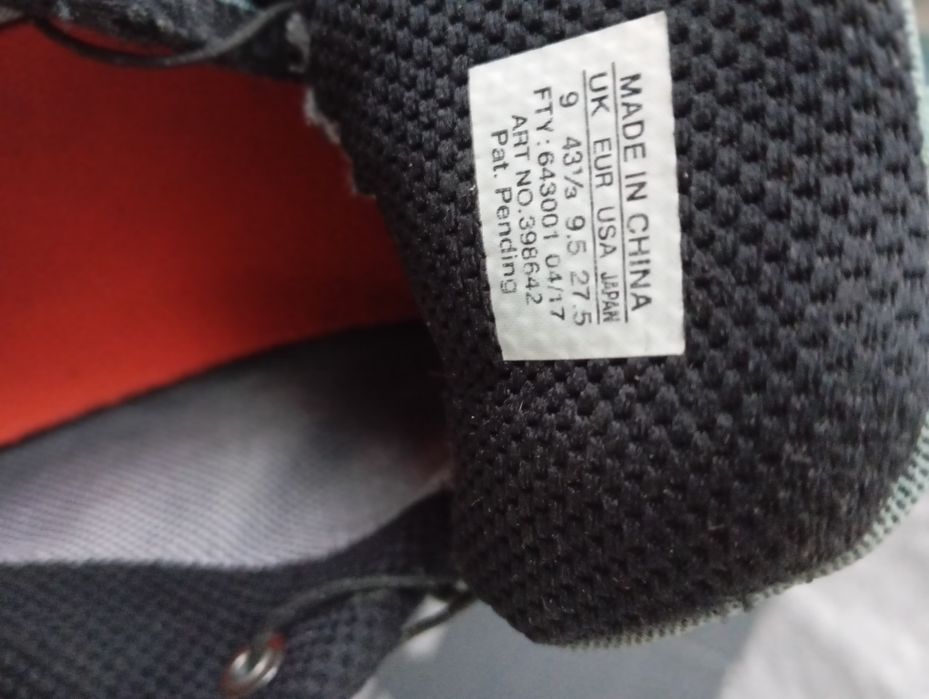 MADE IN CHINA
UK EUR USA JAPAN
9 43⅓ 9.5 27.5
FTY: 643001 04/17
ART NO.398642
Pat. Pending